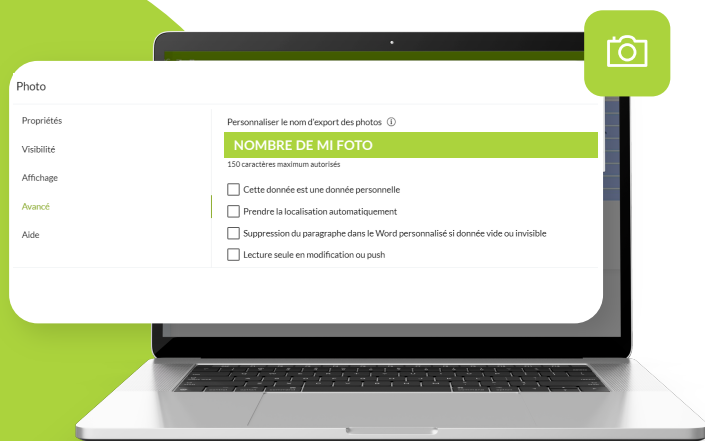 Photo
Propriétés
Visibilité
Affichage
Avancé
Aide
Personnaliser le nom d'export des photos
NOMBRE DE MI FOTO
150 caractères maximum autorisés
Cette donnée est une donnée personnelle
Prendre la localisation automatiquement
Suppression du paragraphe dans le Word personnalisé si donnée vide ou invisible
Lecture seule en modification ou push